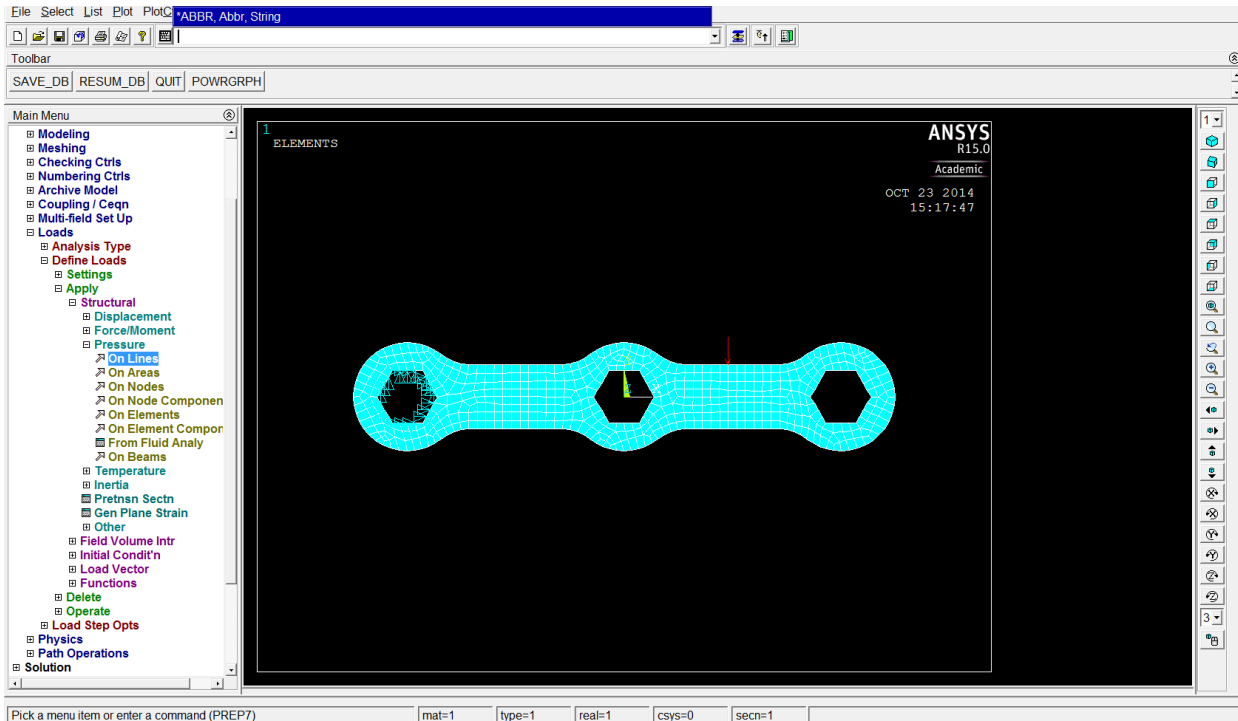 File Select List Plot PlotC
*ABBR, Abbr, String
Toolbar
SAVE_DB RESUM_DB QUIT POWRGRPH
Main Menu
Modeling
Meshing
Checking Ctrls
Numbering Ctrls
Archive Model
Coupling / Ceqn
Multi-field Set Up
Loads
Analysis Type
Define Loads
Settings
Apply
Structural
Displacement
Force/Moment
Pressure
On Lines
On Areas
On Nodes
On Node Componen
On Elements
On Element Compon
From Fluid Analy
On Beams
Temperature
Inertia
Pretnsn Sectn
Gen Plane Strain
Other
Field Volume Intr
Initial Condit'n
Load Vector
Functions
Delete
Operate
Load Step Opts
Physics
Path Operations
Solution
1
ELEMENTS
ANSYS
R15.0
Academic
OCT 23 2014
15:17:47
1
3
Pick a menu item or enter a command (PREP7)
mat=1 type=1 real=1 csys=0 secn=1